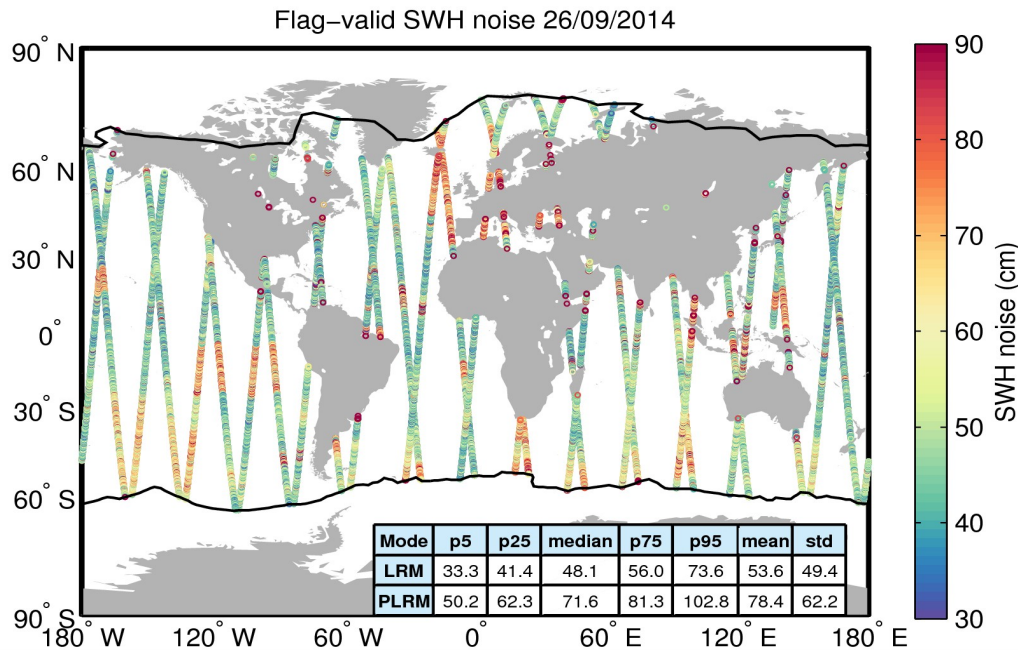 Flag−valid SWH noise 26/09/2014
90° N
60° N
30° N
0°
30° S
60° S
90° S
180° W
120° W
60° W
0°
60° E
120° E
180° E
Mode p5 p25 median p75 p95 mean std
LRM 33.3 41.4 48.1 56.0 73.6 53.6 49.4
PLRM 50.2 62.3 71.6 81.3 102.8 78.4 62.2
90
80
70
60
50
40
30
SWH noise (cm)